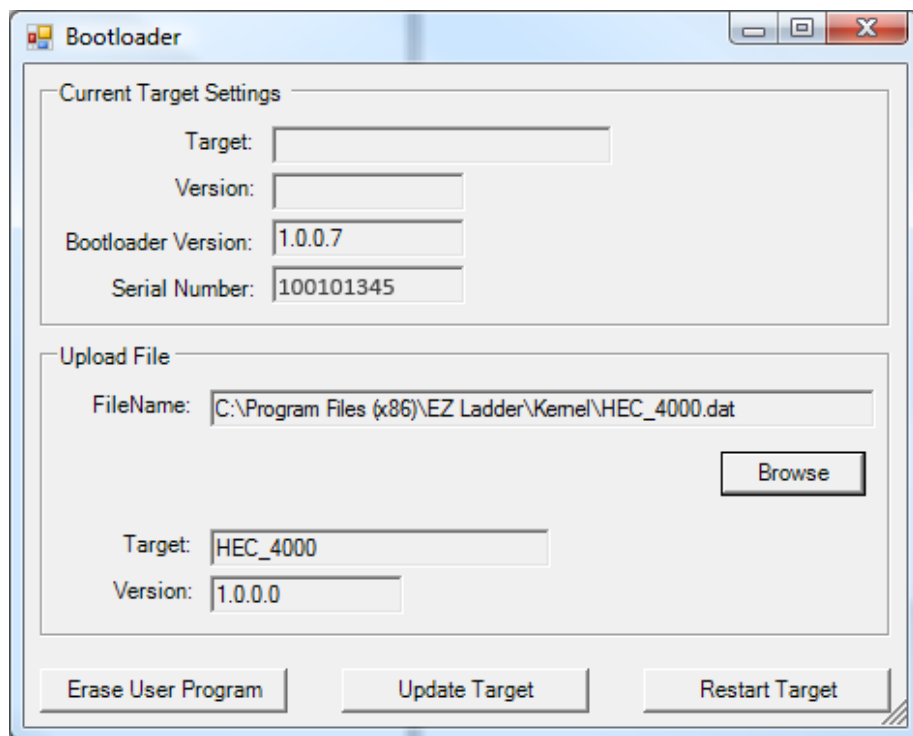 Bootloader
Current Target Settings
Target:
Version:
Bootloader Version: 1.0.0.7
Serial Number: 100101345
Upload File
FileName: C:\Program Files (x86)\EZ Ladder\Kernel\HEC_4000.dat
Browse
Target: HEC_4000
Version: 1.0.0.0
Erase User Program Update Target Restart Target